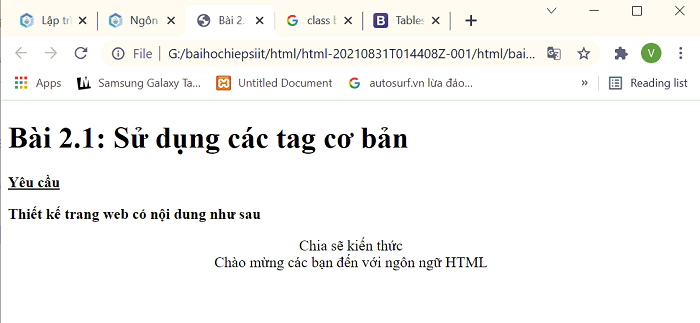 Lập trì
Ngôn
Bài 2.
class b
Tables
File
G:/baihochiepsiit/html/html-20210831T014408Z-001/html/bai...
V
Apps
Samsung Galaxy Ta...
Untitled Document
autosurf.vn lừa đảo...
»
Reading list
Bài 2.1: Sử dụng các tag cơ bản
Yêu cầu
Thiết kế trang web có nội dung như sau
Chia sẽ kiến thức
Chào mừng các bạn đến với ngôn ngữ HTML